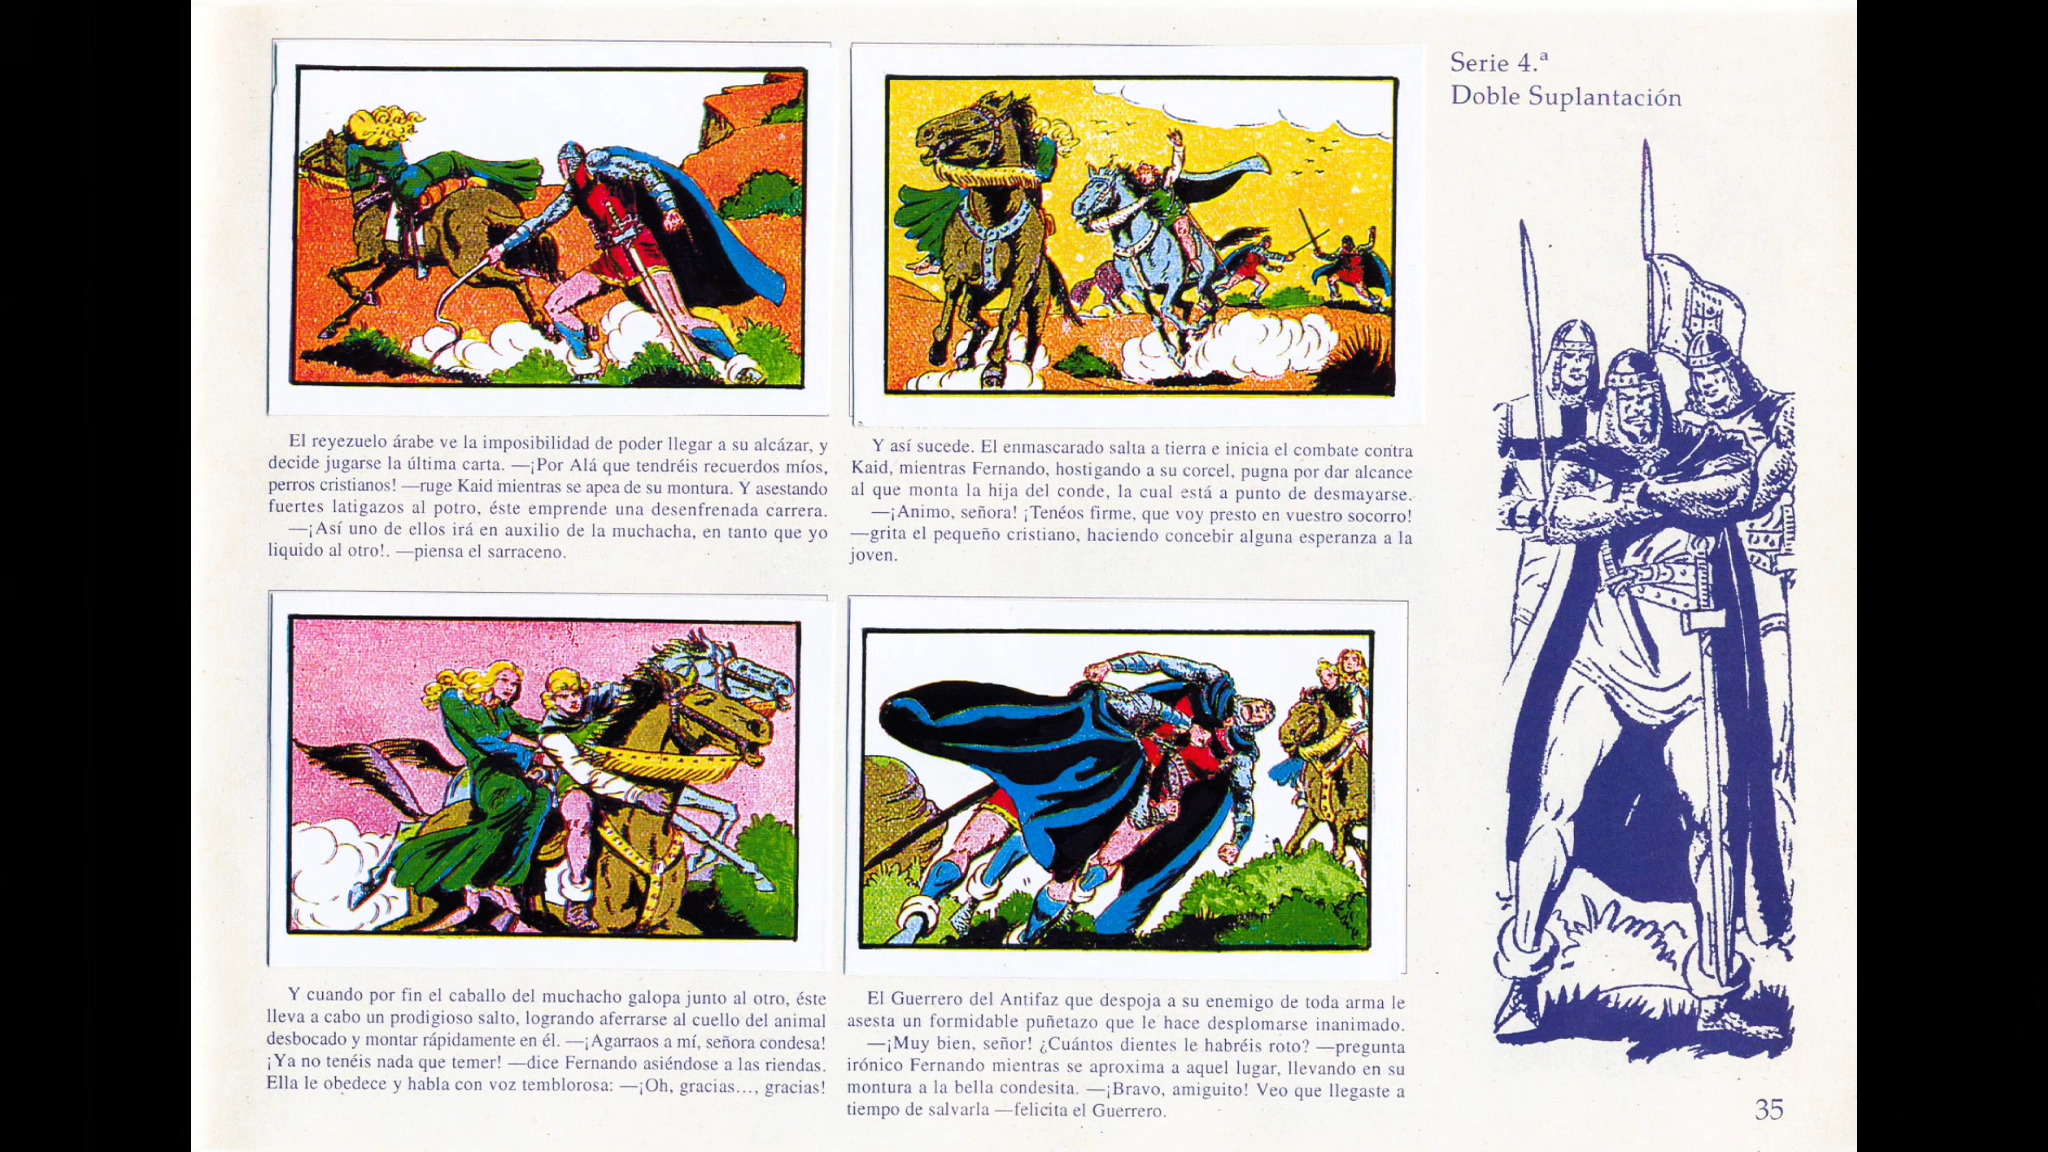 Serie 4.ª
Doble Suplantación
El reyezuelo árabe ve la imposibilidad de poder llegar a su alcázar, y
decide jugarse la última carta. —¡Por Alá que tendréis recuerdos míos,
perros cristianos! —ruge Kaid mientras se apea de su montura. Y asestando
fuertes latigazos al potro, éste emprende una desenfrenada carrera.
—¡Así uno de ellos irá en auxilio de la muchacha, en tanto que yo
liquido al otro!. —piensa el sarraceno.
Y así sucede. El enmascarado salta a tierra e inicia el combate contra
Kaid, mientras Fernando, hostigando a su corcel, pugna por dar alcance
al que monta la hija del conde, la cual está a punto de desmayarse.
—¡Animo, señora! ¡Tenéos firme, que voy presto en vuestro socorro!
—grita el pequeño cristiano, haciendo concebir alguna esperanza a la
joven.
Y cuando por fin el caballo del muchacho galopa junto al otro, éste
lleva a cabo un prodigioso salto, logrando aferrarse al cuello del animal
desbocado y montar rápidamente en él. —¡Agarraos a mí, señora condesa!
¡Ya no tenéis nada que temer! —dice Fernando asiéndose a las riendas.
Ella le obedece y habla con voz temblorosa: —¡Oh, gracias..., gracias!
El Guerrero del Antifaz que despoja a su enemigo de toda arma le
asesta un formidable puñetazo que le hace desplomarse inanimado.
—¡Muy bien, señor! ¿Cuántos dientes le habréis roto? —pregunta
irónico Fernando mientras se aproxima a aquel lugar, llevando en su
montura a la bella condesita. —¡Bravo, amiguito! Veo que llegaste a
tiempo de salvarla —felicita el Guerrero.
35